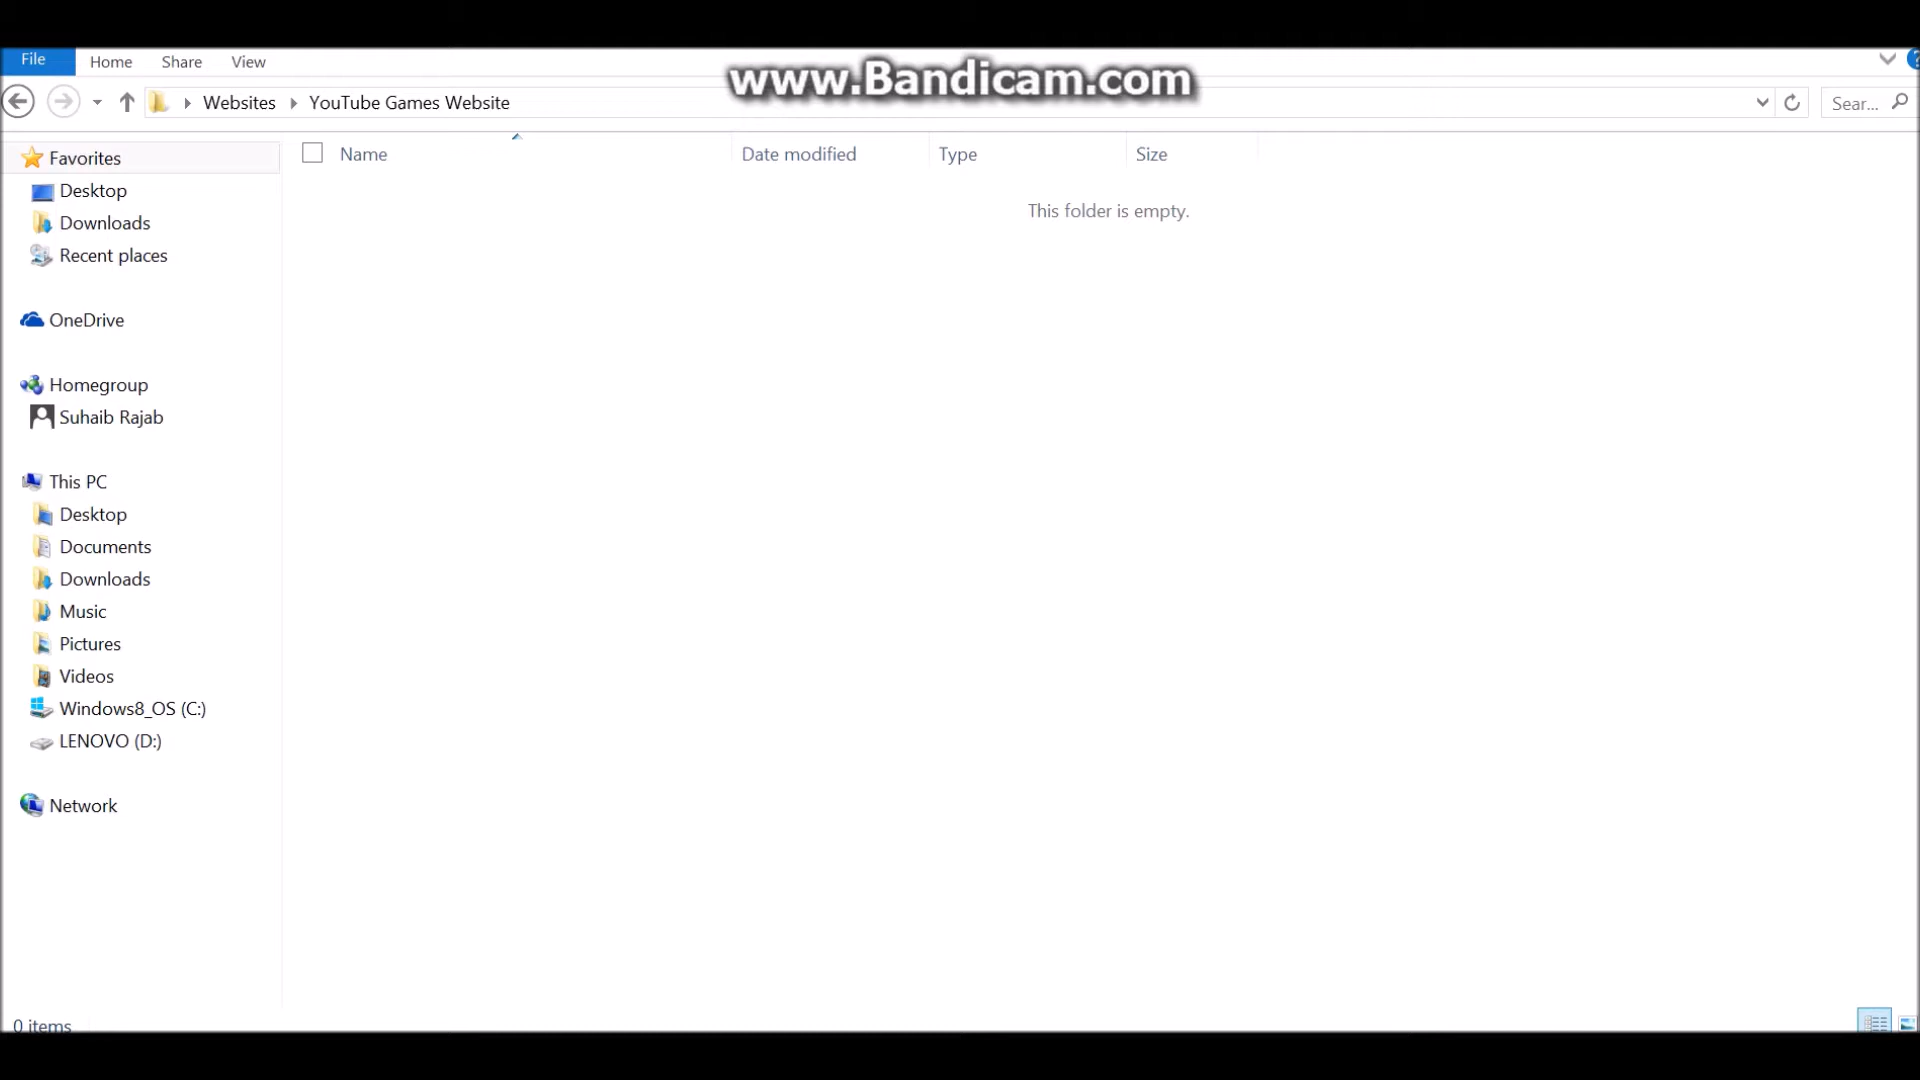 www.Bandicam.com
File Home Share View
Websites YouTube Games Website Sear...
Name Date modified Type Size
This folder is empty.
Favorites
Desktop
Downloads
Recent places
OneDrive
Homegroup
Suhaib Rajab
This PC
Desktop
Documents
Downloads
Music
Pictures
Videos
Windows8_OS (C:)
LENOVO (D:)
Network
0 items